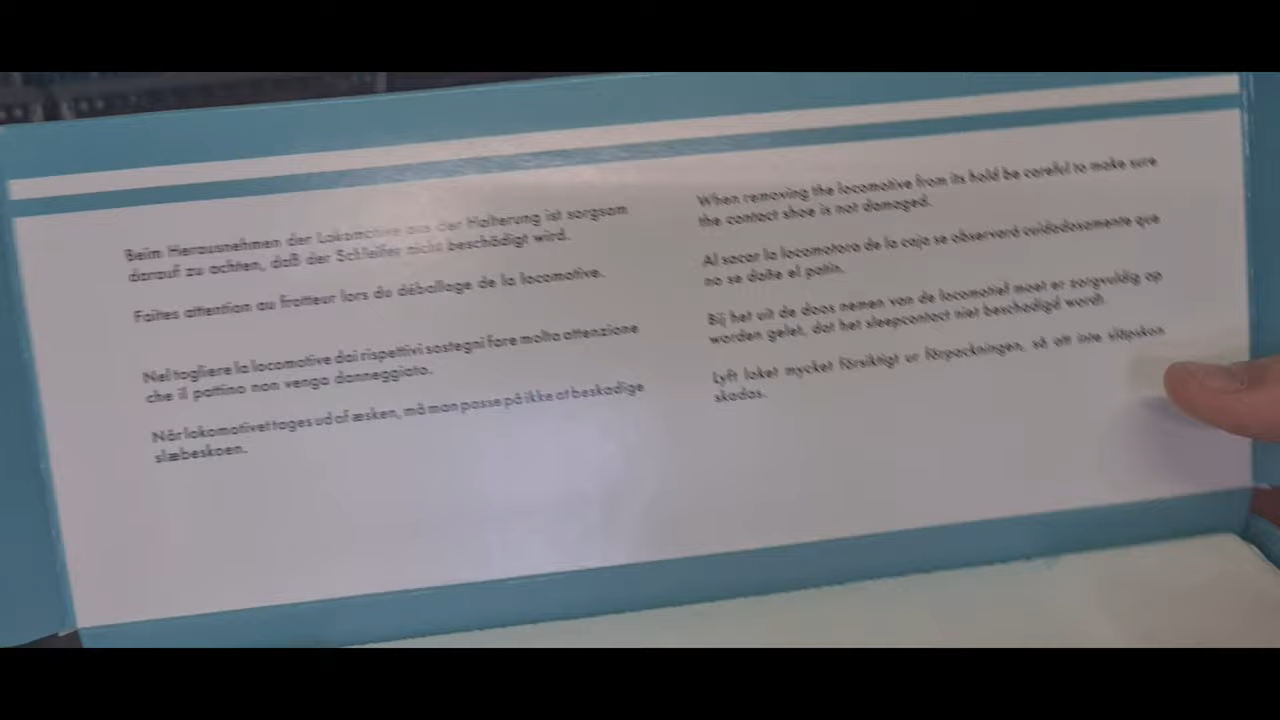 Beim Herausnehmen der Lokomotive aus der Halterung ist sorgsam
darauf zu achten, daß der Schleifer nicht beschädigt wird.
Faites attention au frotteur lors du déballage de la locomotive.
Nel togliere la locomotive dai rispettivi sostegni fare molta attenzione
che il pattino non venga danneggiato.
Når lokomotivet tages ud af æsken, må man passe på ikke at beskadige
slæbeskoen.
When removing the locomotive from its hold be careful to make sure
the contact shoe is not damaged.
Al sacar la locomotora de la caja se observará cuidadosamente que
no se dañe el patín.
Bij het uit de doos nemen van de locomotief moet er zorgvuldig op
worden gelet, dat het sleepcontact niet beschadigd wordt.
Lyft loket mycket försiktigt ur förpackningen, så att inte släpskon
skadas.